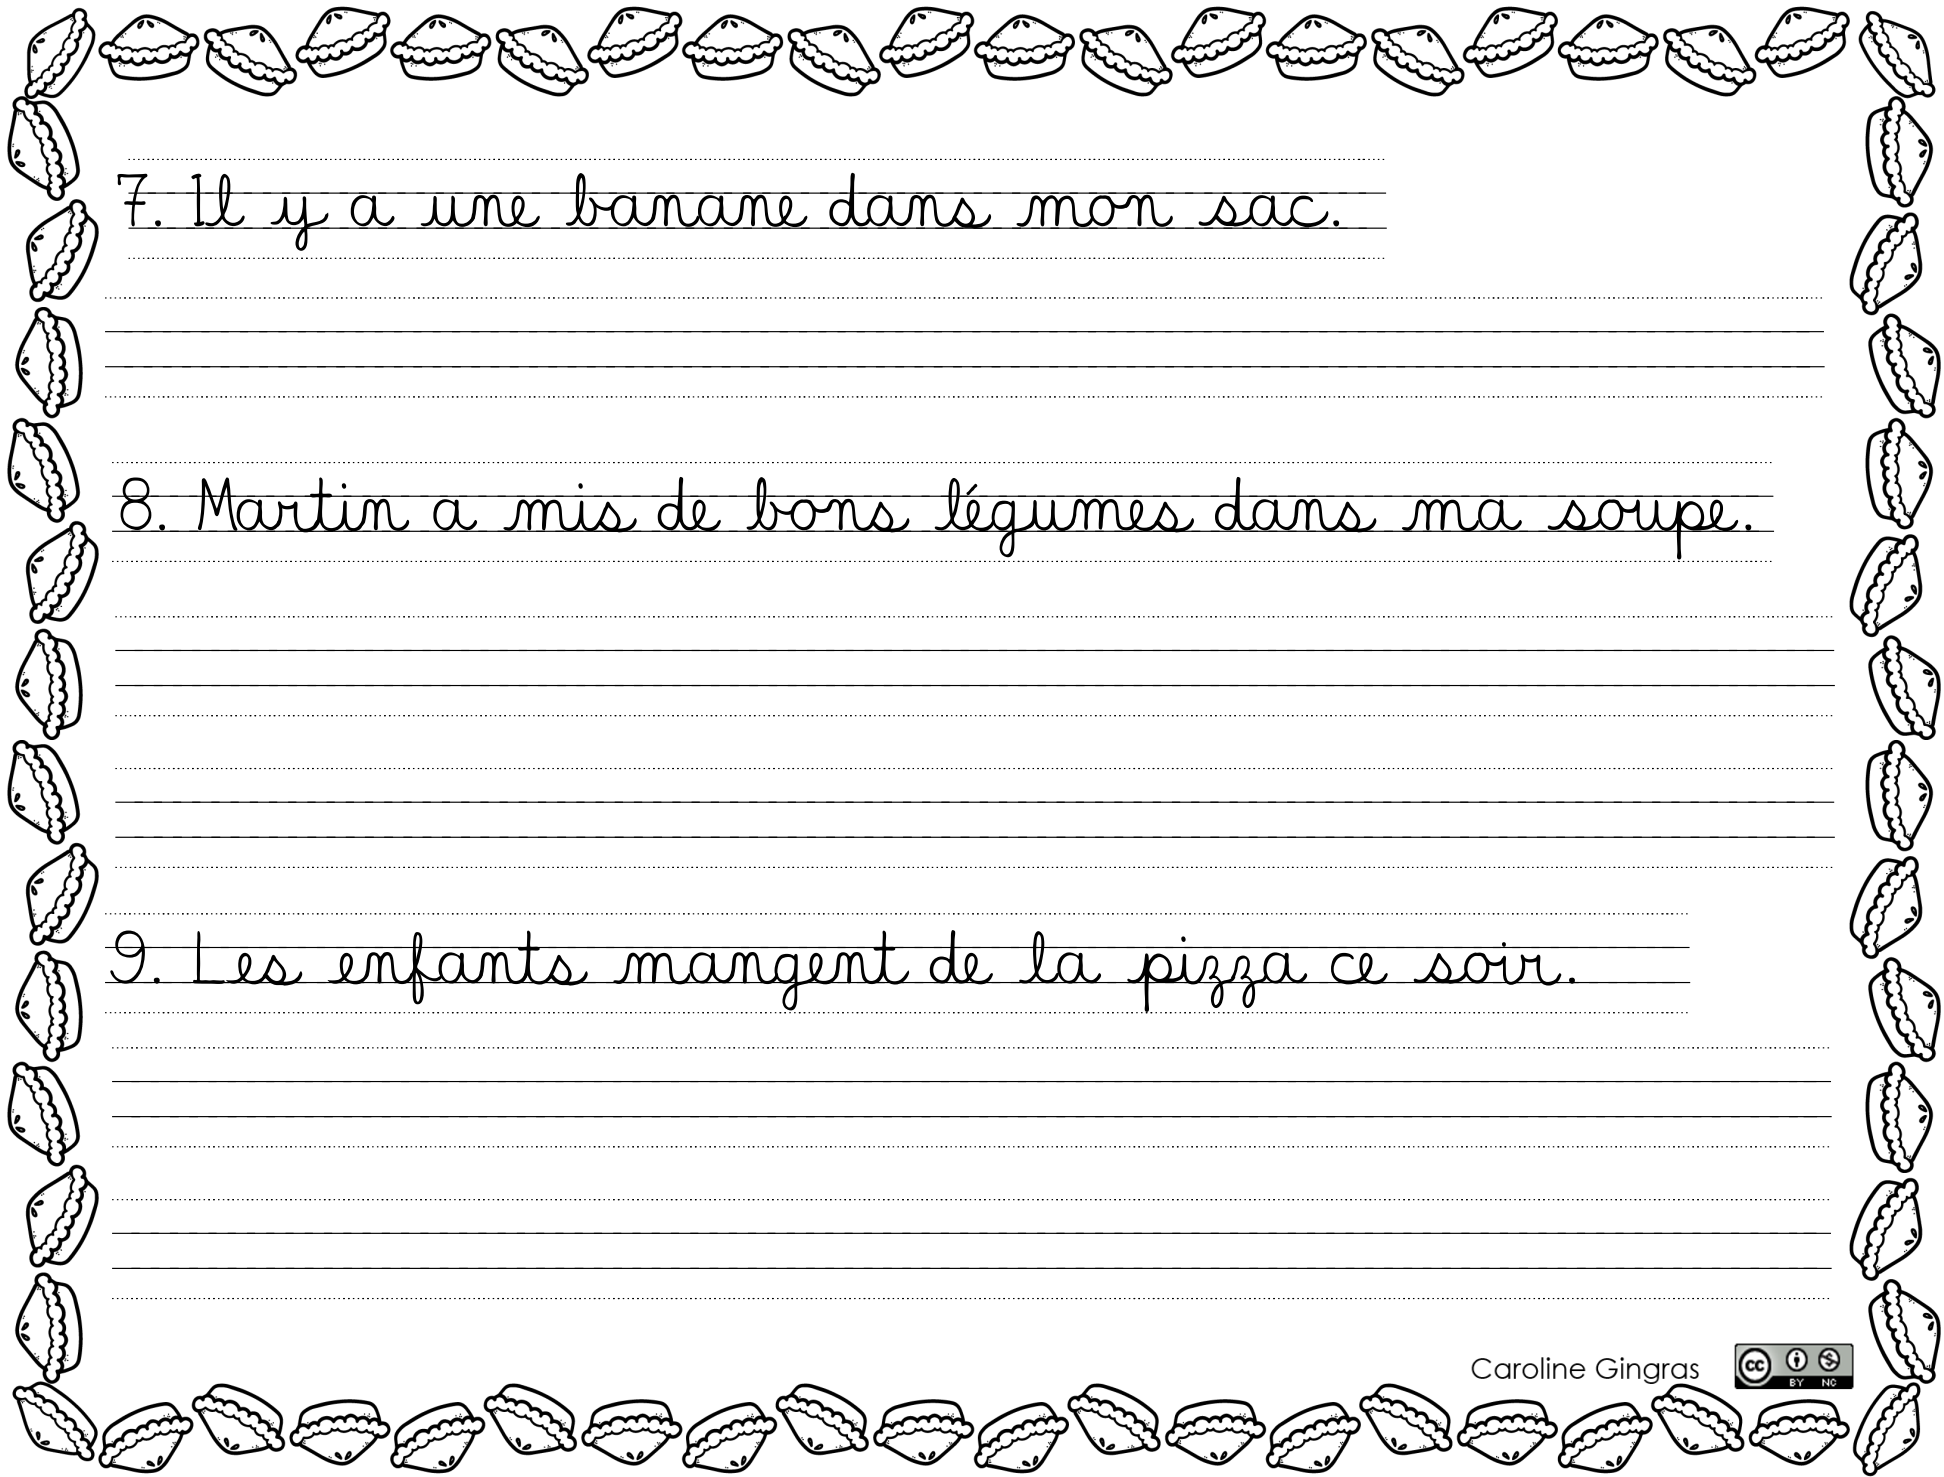 7. Il y a une banane dans mon sac.
8. Martin a mis de bons légumes dans ma soupe.
9. Les enfants mangent de la pizza ce soir.
Caroline Gingras
cc BY NC